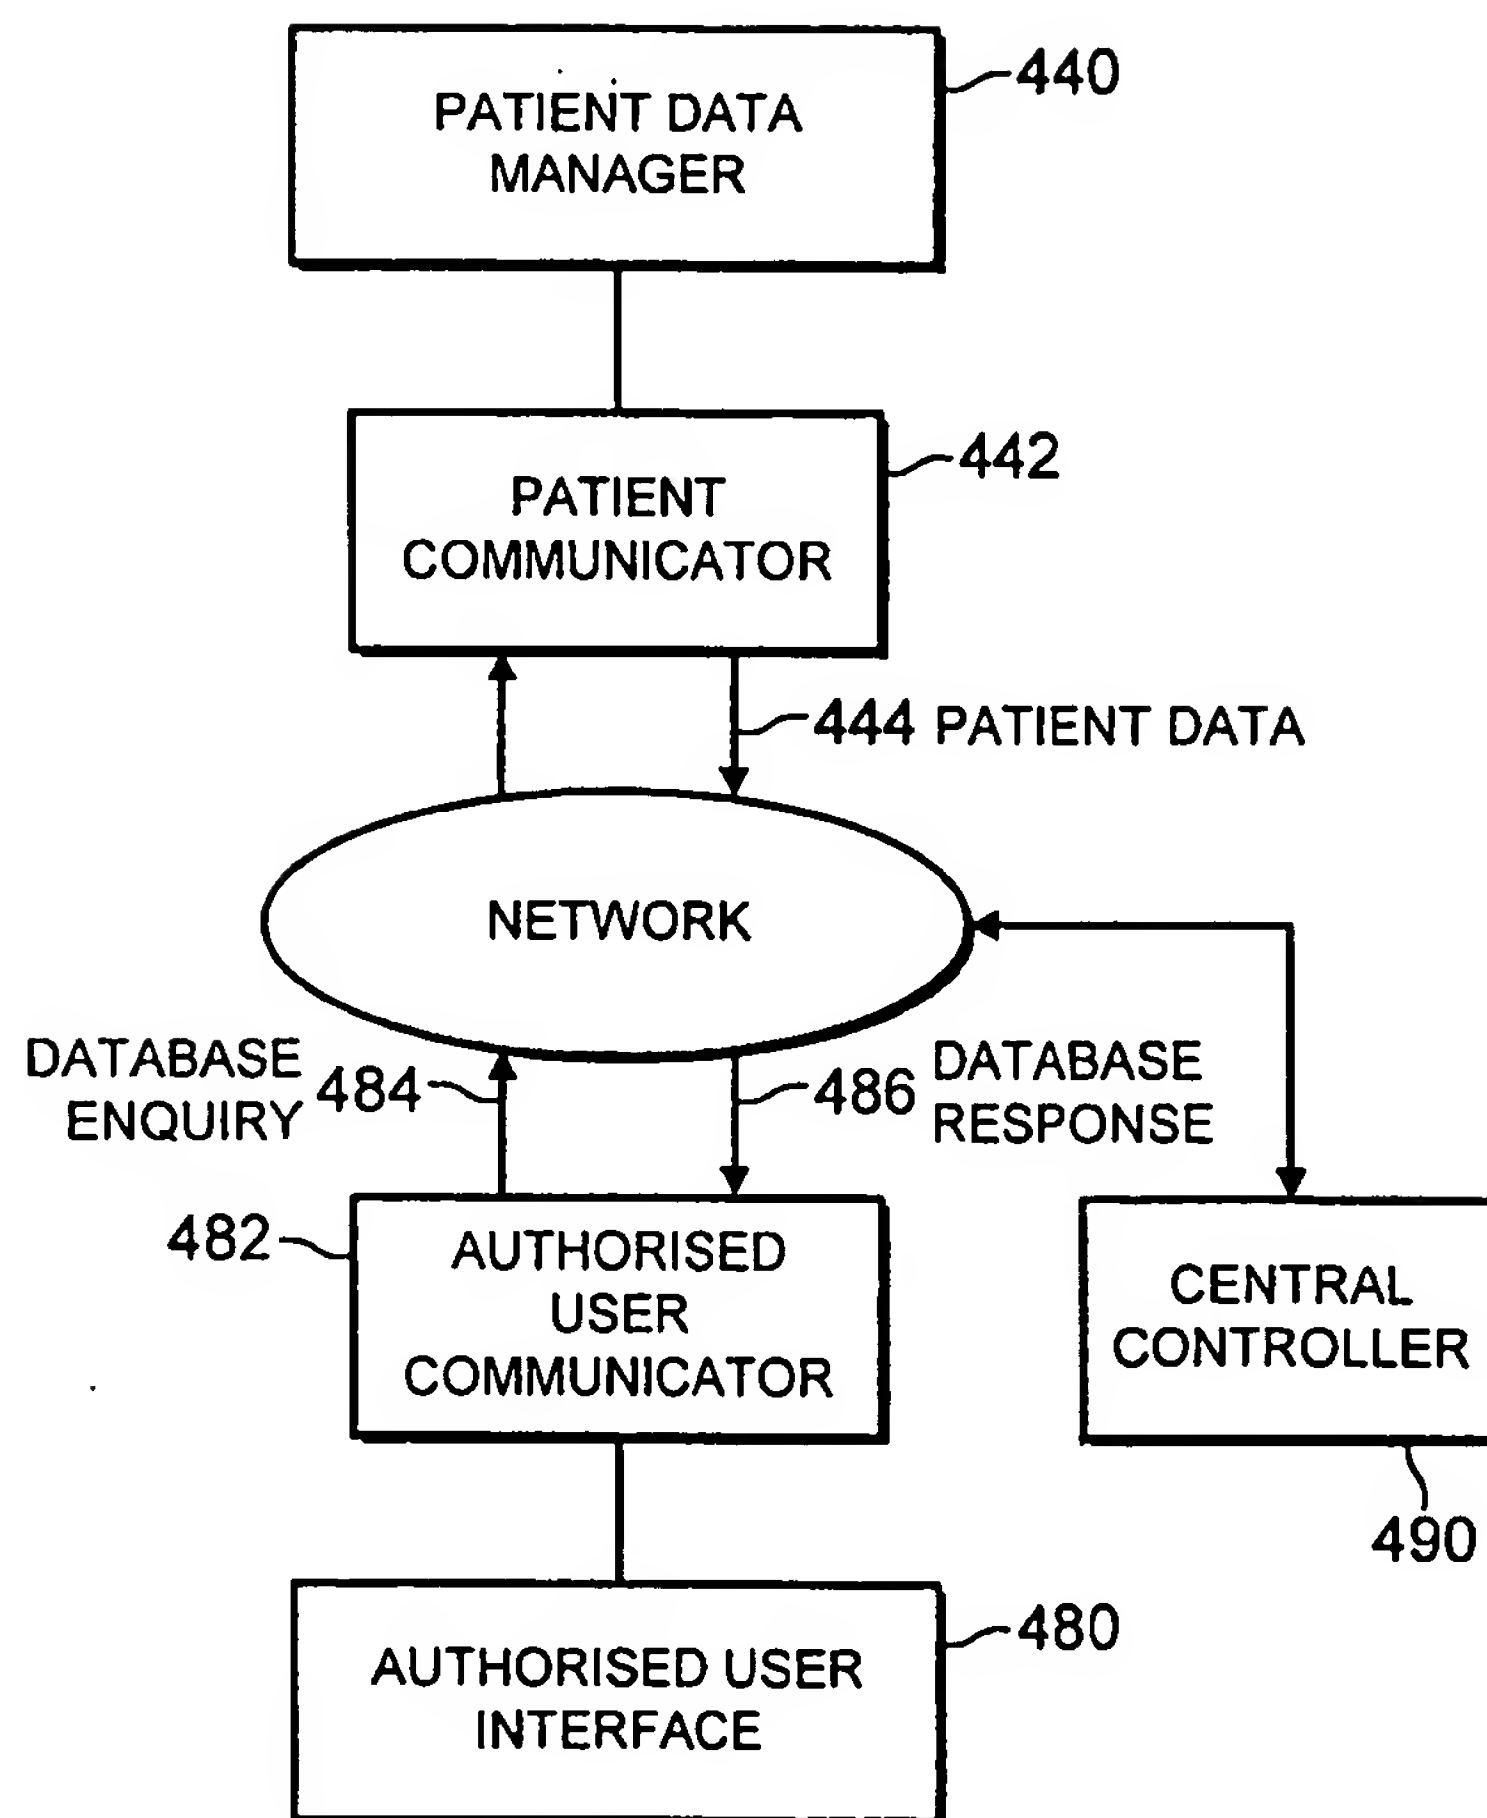 440
PATIENT DATA
MANAGER
442
PATIENT
COMMUNICATOR
444 PATIENT DATA
NETWORK
DATABASE
ENQUIRY
484
486
DATABASE
RESPONSE
482
AUTHORISED
USER
COMMUNICATOR
CENTRAL
CONTROLLER
490
480
AUTHORISED USER
INTERFACE